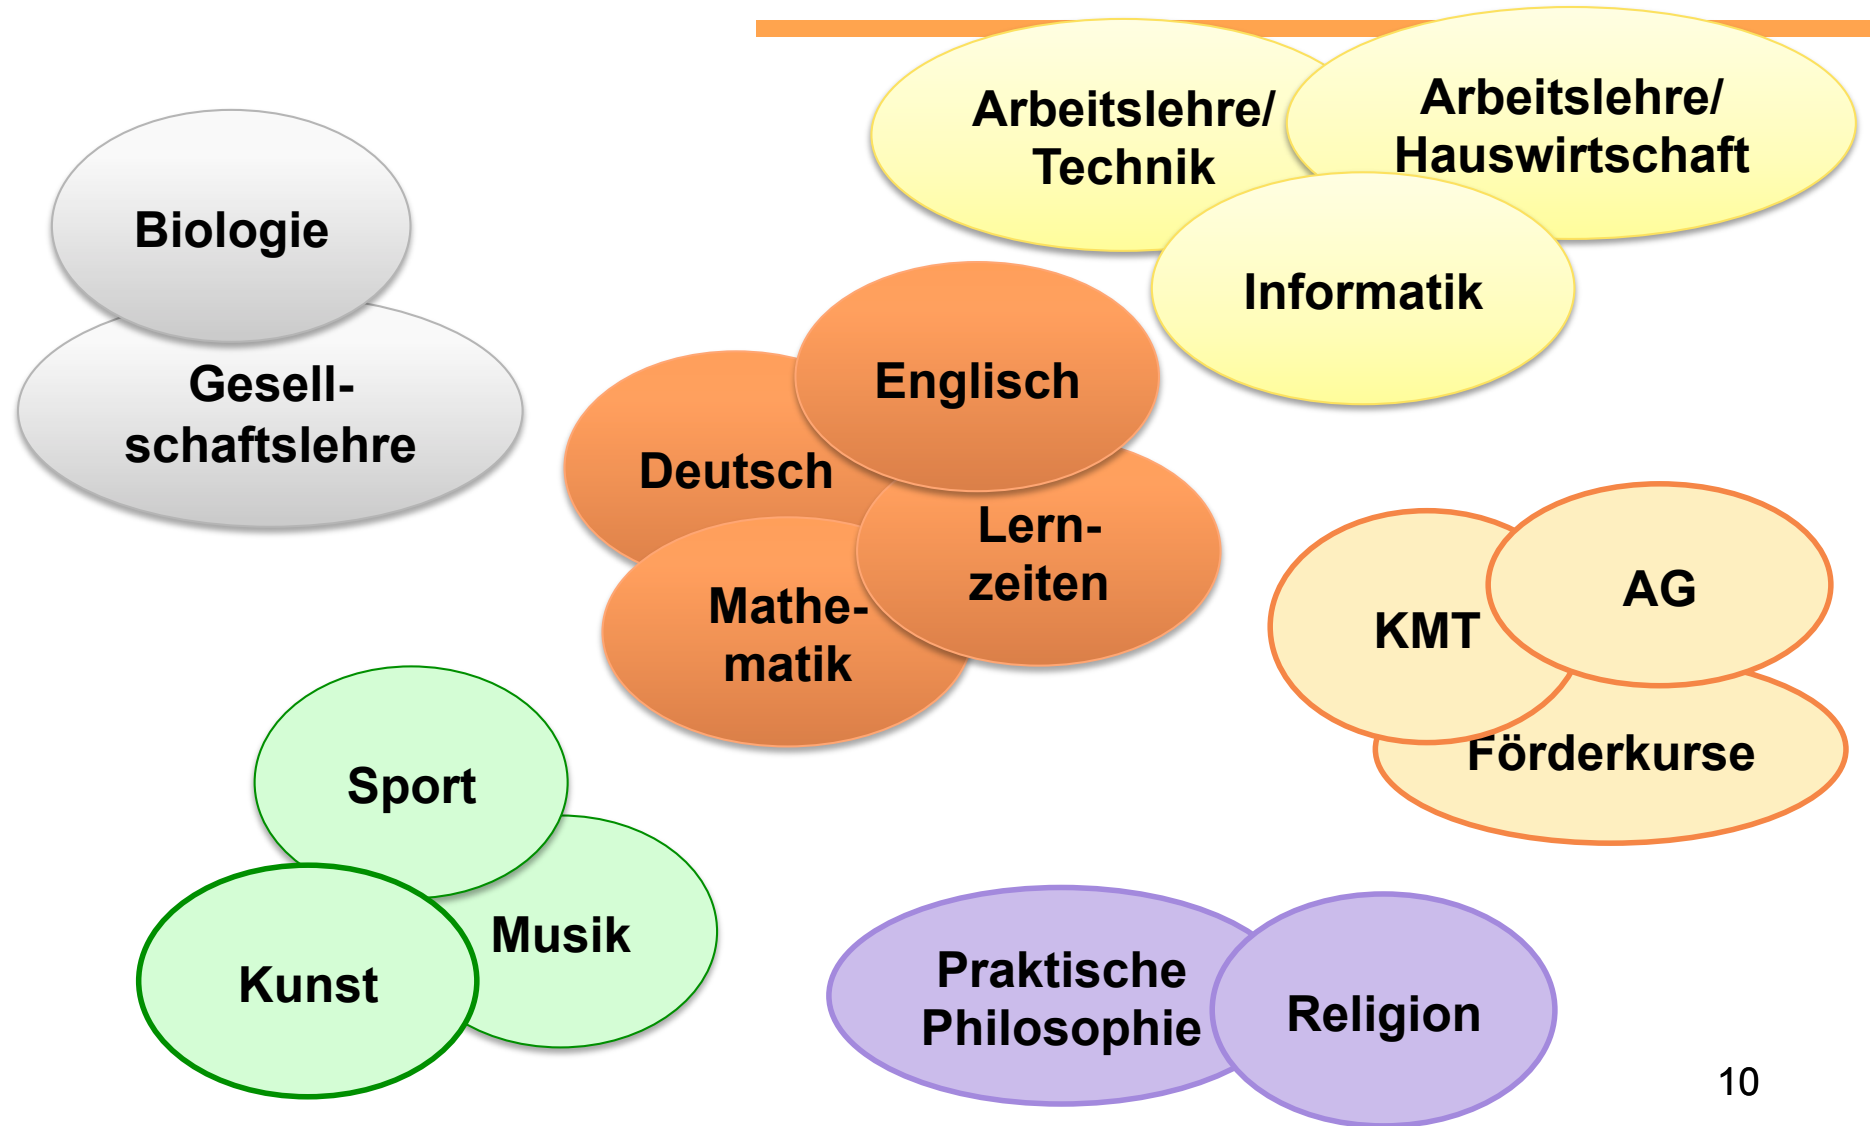 Arbeitslehre/
Technik
Arbeitslehre/
Hauswirtschaft
Informatik
Biologie
Gesell-
schaftslehre
Englisch
Deutsch
Lern-
zeiten
Mathe-
matik
AG
KMT
Förderkurse
Sport
Musik
Kunst
Praktische
Philosophie
Religion
10